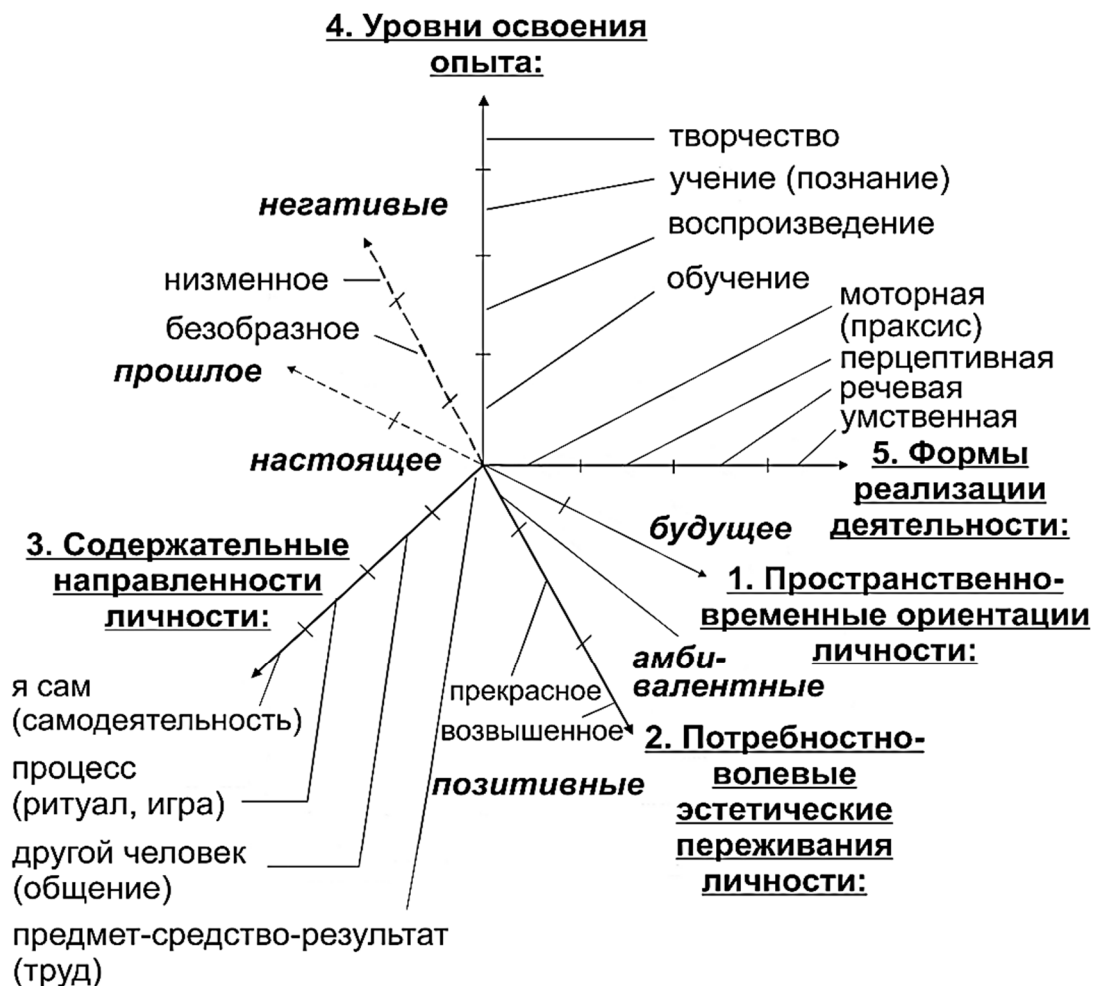 4. Уровни освоения
опыта:
творчество
учение (познание)
воспроизведение
обучение
негативые
низменное
безобразное
прошлое
настоящее
моторная
(праксис)
перцептивная
речевая
умственная
5. Формы
реализации
деятельности:
будущее
1. Пространственно-
временные ориентации
личности:
3. Содержательные
направленности
личности:
амби-
валентные
прекрасное
возвышенное
позитивные
2. Потребностно-
волевые
эстетические
переживания
личности:
я сам
(самодеятельность)
процесс
(ритуал, игра)
другой человек
(общение)
предмет-средство-результат
(труд)